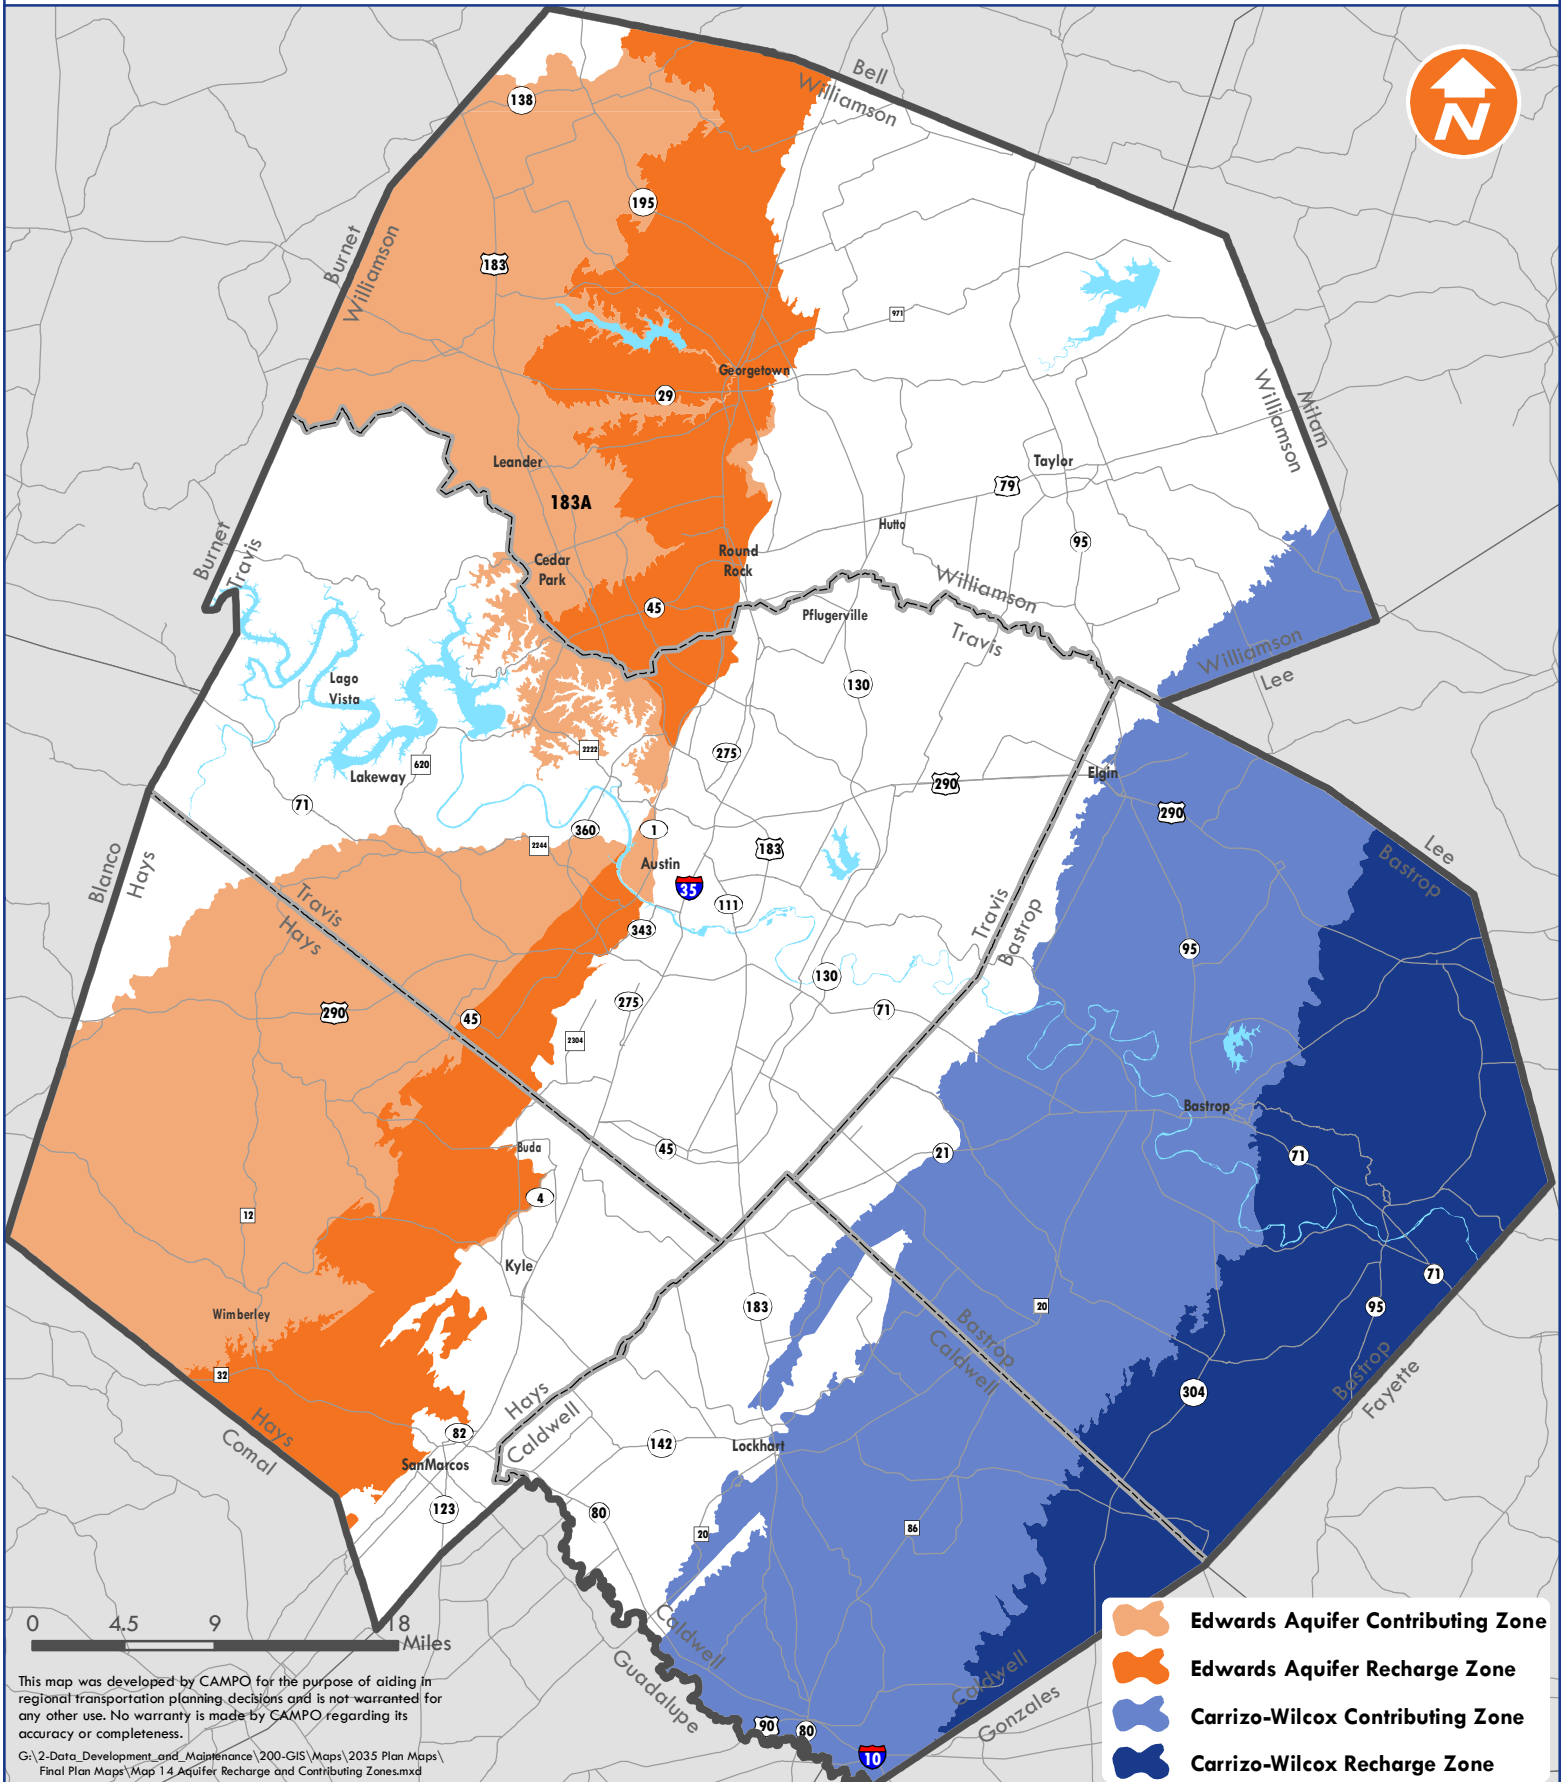 N
Bell
Williamson
138
195
Burnet
Williamson
183
971
Georgetown
29
Milam
Williamson
Leander
Taylor
183A
79
Hutto
95
Burnet
Travis
Cedar
Park
Round
Rock
45
Williamson
Travis
Pflugerville
Williamson
Lee
Lago
Vista
130
2222
275
620
Lakeway
Elgin
290
71
290
360
1
2244
183
Lee
Bastrop
Blanco
Hays
Austin
35
111
Travis
Hays
343
Travis
Bastrop
95
130
275
71
290
45
2304
Bastrop
Buda
45
21
71
4
12
Kyle
71
Wimberley
183
20
95
Bastrop
Caldwell
32
Bastrop
Fayette
304
Hays
Comal
Hays
Caldwell
82
142
Lockhart
SanMarcos
123
80
20
86
0
4.5
9
18
Miles
Caldwell
Guadalupe
Caldwell
Gonzales
90
80
10
This map was developed by CAMPO for the purpose of aiding in
regional transportation planning decisions and is not warranted for
any other use. No warranty is made by CAMPO regarding its
accuracy or completeness.
G:\2-Data_Development_and_Maintenance\200-GIS\Maps\2035 Plan Maps\
Final Plan Maps\Map 14 Aquifer Recharge and Contributing Zones.mxd
Edwards Aquifer Contributing Zone
Edwards Aquifer Recharge Zone
Carrizo-Wilcox Contributing Zone
Carrizo-Wilcox Recharge Zone